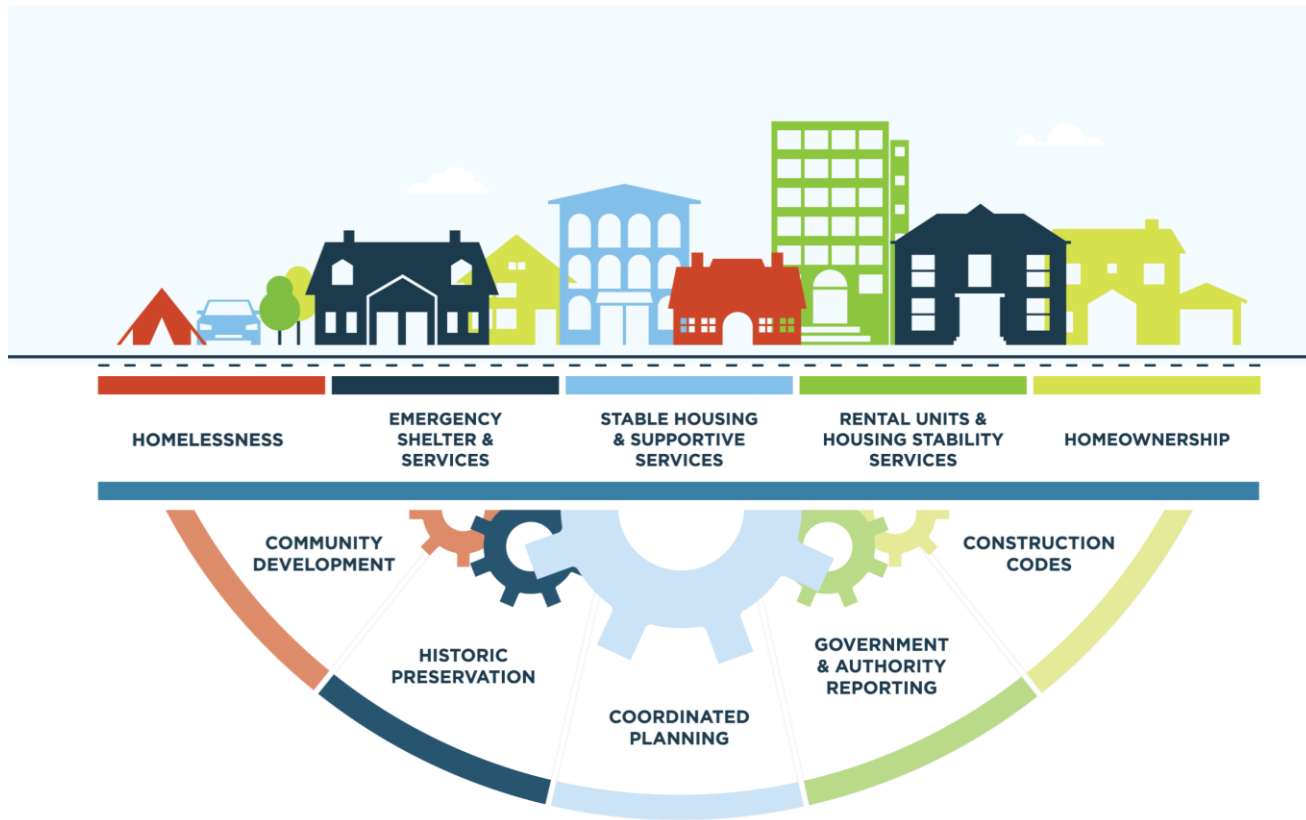 HOMELESSNESS
EMERGENCY
SHELTER &
SERVICES
STABLE HOUSING
& SUPPORTIVE
SERVICES
RENTAL UNITS &
HOUSING STABILITY
SERVICES
HOMEOWNERSHIP
COMMUNITY
DEVELOPMENT
HISTORIC
PRESERVATION
COORDINATED
PLANNING
GOVERNMENT
& AUTHORITY
REPORTING
CONSTRUCTION
CODES